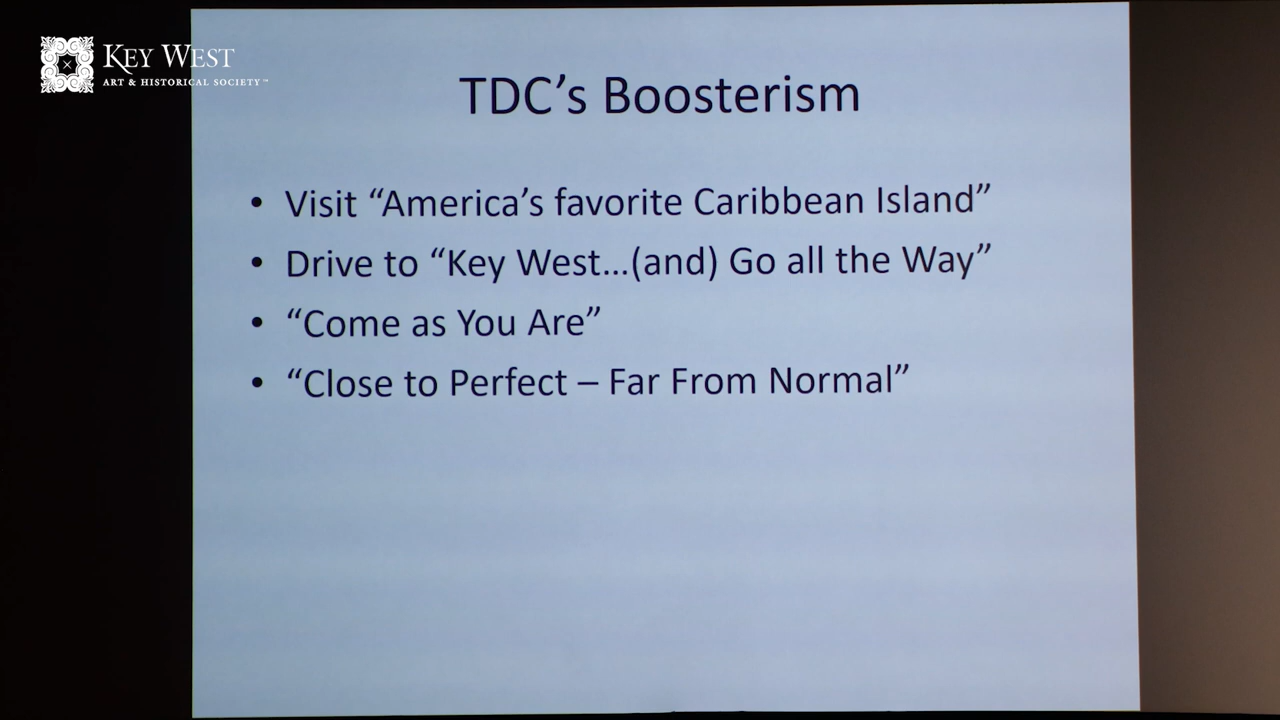 KEY WEST
ART & HISTORICAL SOCIETY™
TDC’s Boosterism
• Visit “America’s favorite Caribbean Island”
• Drive to “Key West…(and) Go all the Way”
• “Come as You Are”
• “Close to Perfect – Far From Normal”